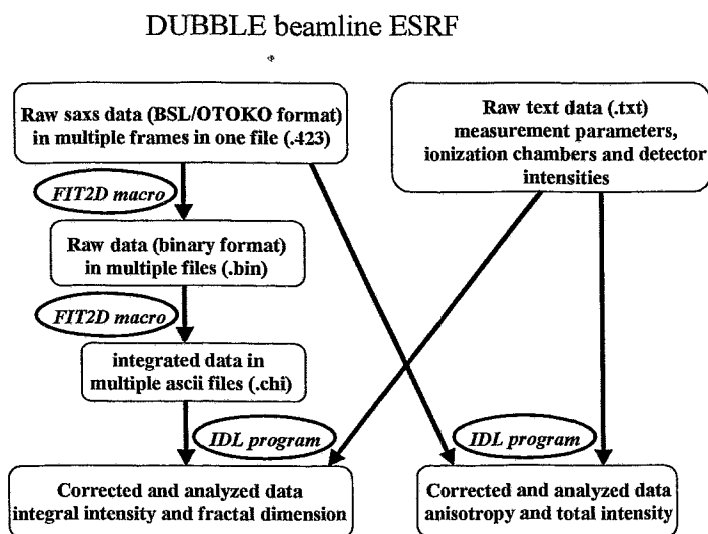 DUBBLE beamline ESRF
Raw saxs data (BSL/OTOKO format)
in multiple frames in one file (.423)
Raw text data (.txt)
measurement parameters,
ionization chambers and detector
intensities
FIT2D macro
Raw data (binary format)
in multiple files (.bin)
FIT2D macro
integrated data in
multiple ascii files (.chi)
IDL program
IDL program
Corrected and analyzed data
integral intensity and fractal dimension
Corrected and analyzed data
anisotropy and total intensity